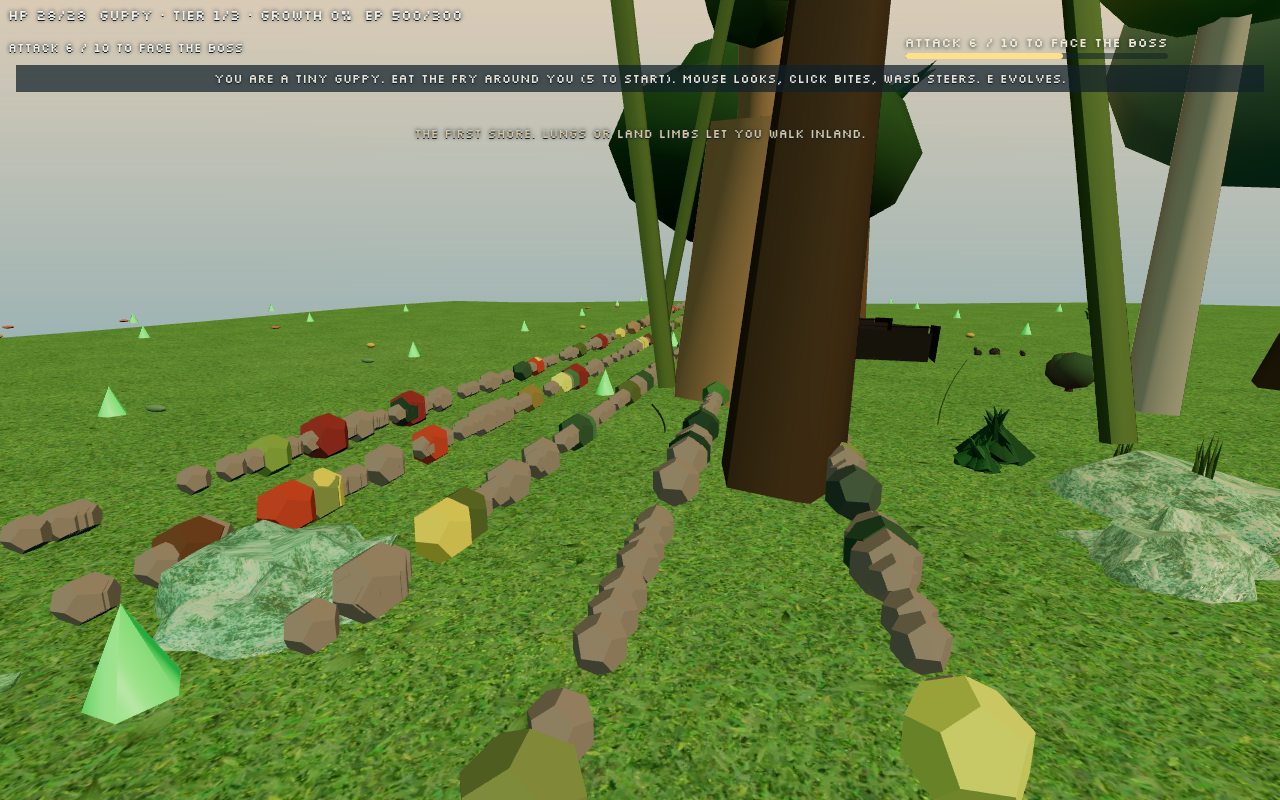 HP 28/28 GUPPY · TIER 1/3 · GROWTH 0% EP 500/300
ATTACK 6 / 10 TO FACE THE BOSS
ATTACK 6 / 10 TO FACE THE BOSS
YOU ARE A TINY GUPPY. EAT THE FRY AROUND YOU (5 TO START). MOUSE LOOKS, CLICK BITES, WASD STEERS. E EVOLVES.
THE FIRST SHORE. LUNGS OR LAND LIMBS LET YOU WALK INLAND.